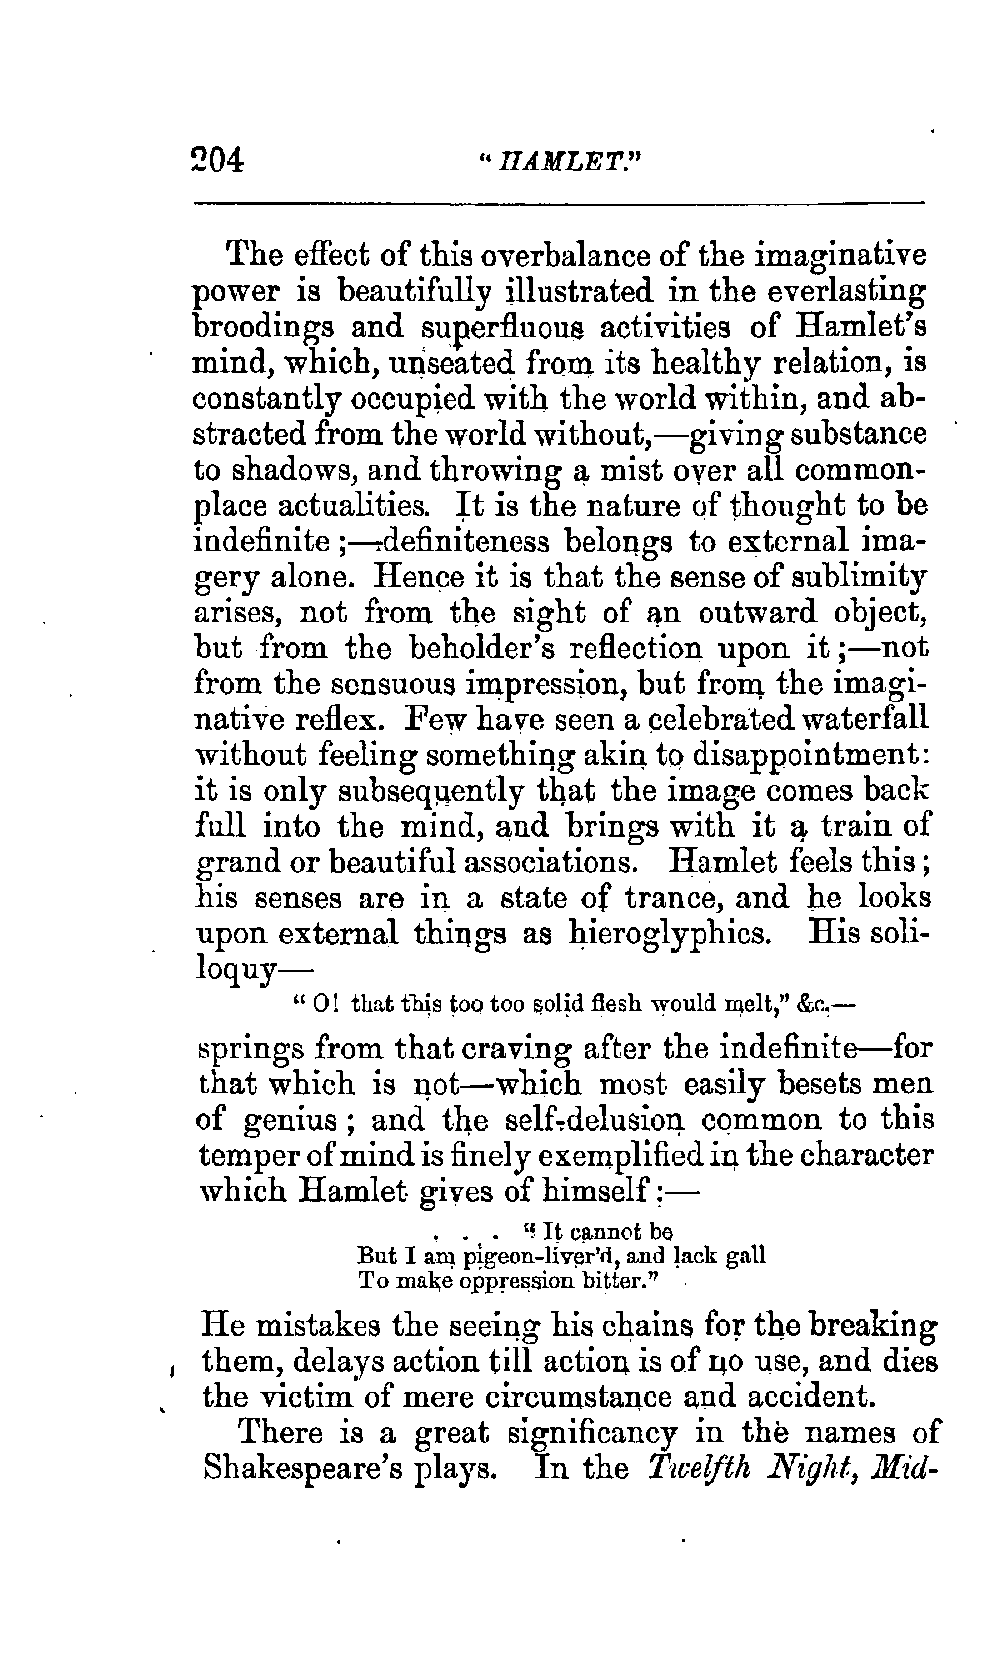 204 “ HAMLET.”
The effect of this overbalance of the imaginative
power is beautifully illustrated in the everlasting
broodings and superfluous activities of Hamlet’s
mind, which, unseated from its healthy relation, is
constantly occupied with the world within, and ab-
stracted from the world without,—giving substance
to shadows, and throwing a mist over all common-
place actualities. It is the nature of thought to be
indefinite ;—definiteness belongs to external ima-
gery alone. Hence it is that the sense of sublimity
arises, not from the sight of an outward object,
but from the beholder’s reflection upon it ;—not
from the sensuous impression, but from the imagi-
native reflex. Few have seen a celebrated waterfall
without feeling something akin to disappointment:
it is only subsequently that the image comes back
full into the mind, and brings with it a train of
grand or beautiful associations. Hamlet feels this ;
his senses are in a state of trance, and he looks
upon external things as hieroglyphics. His soli-
loquy—
“ O! that this too too solid flesh would melt,” &c.—
springs from that craving after the indefinite—for
that which is not—which most easily besets men
of genius ; and the self-delusion common to this
temper of mind is finely exemplified in the character
which Hamlet gives of himself :—
. . . “ It cannot be
But I am pigeon-liver’d, and lack gall
To make oppression bitter.”
He mistakes the seeing his chains for the breaking
them, delays action till action is of no use, and dies
the victim of mere circumstance and accident.
There is a great significancy in the names of
Shakespeare’s plays. In the Twelfth Night, Mid-